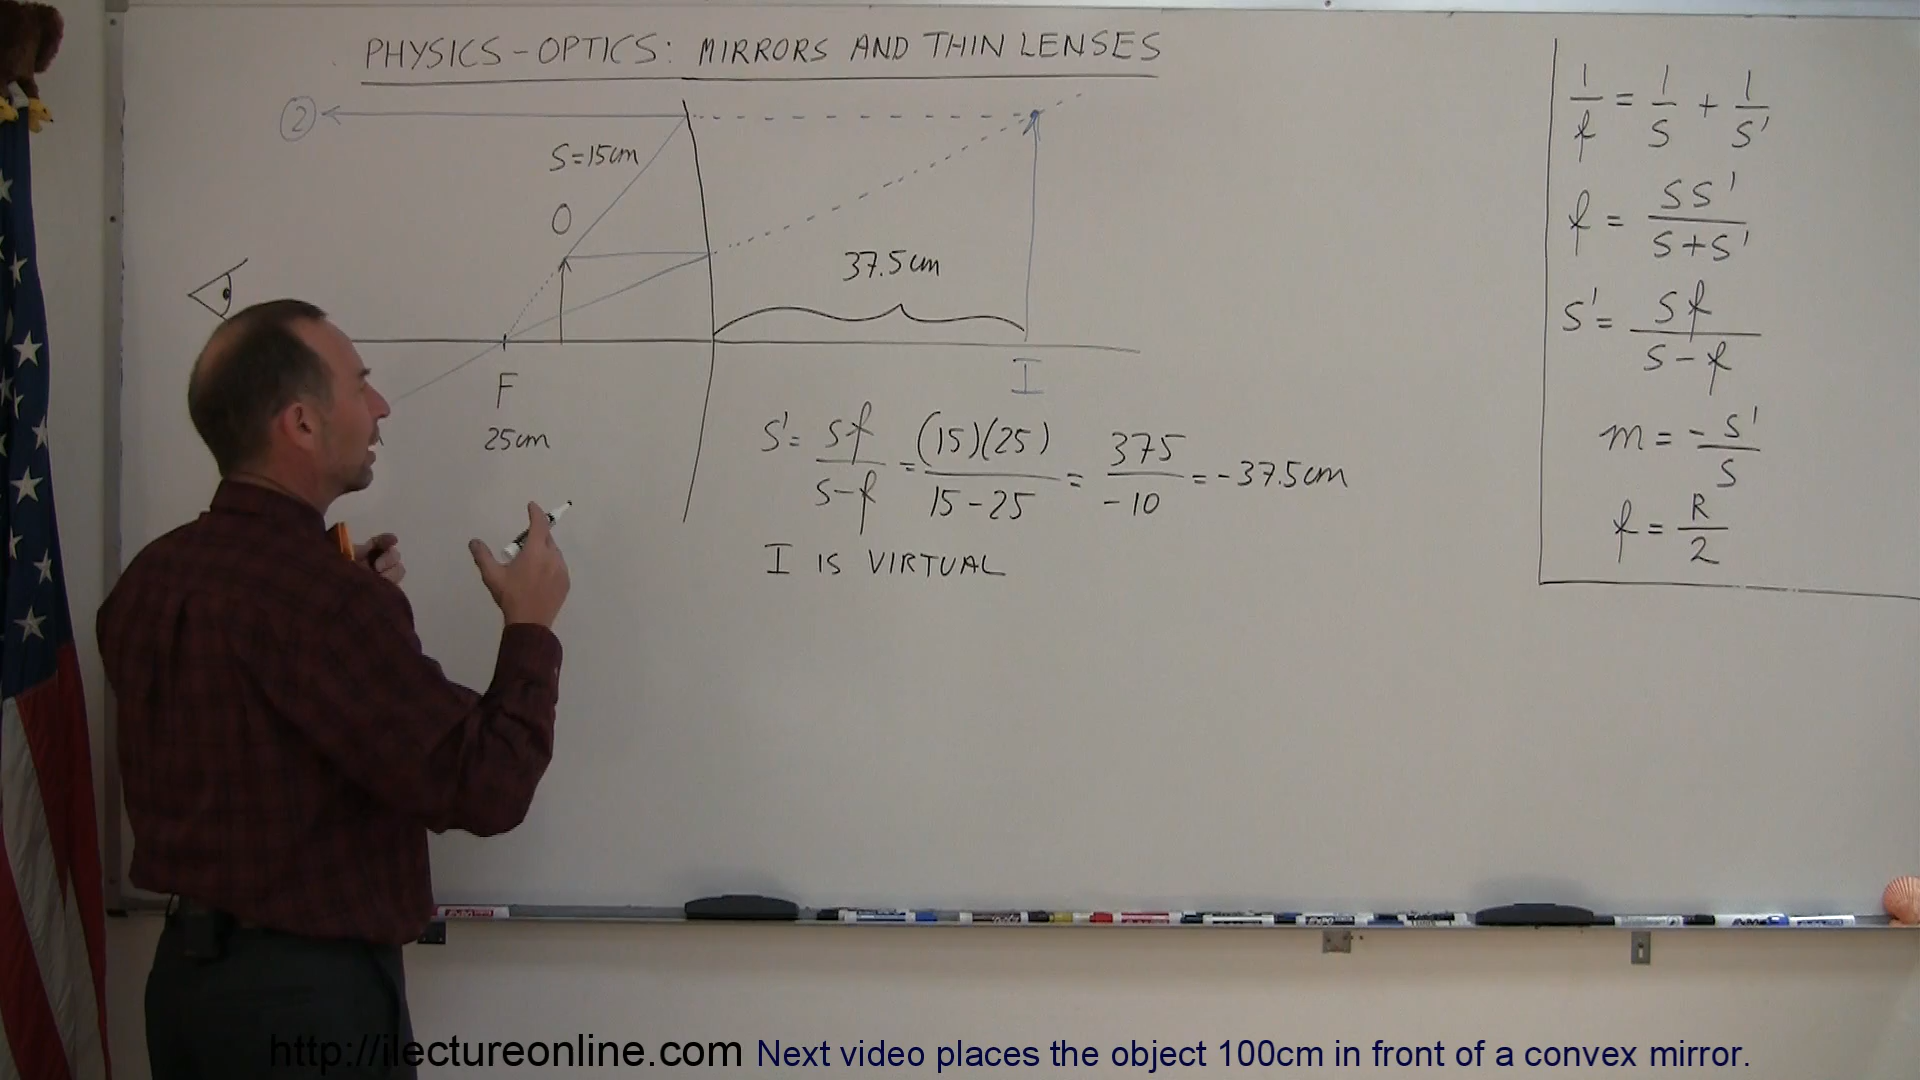 PHYSICS-OPTICS: MIRRORS AND THIN LENSES
2
S=15cm
O
37.5cm
F
25cm
I
S'= Sf/S-f = (15)(25)/15-25 = 375/-10 = -37.5cm
I IS VIRTUAL
1/f = 1/S + 1/S'
f = SS'/S+S'
S' = Sf/S-f
m = -S'/S
f = R/2
http://ilectureonline.com Next video places the object 100cm in front of a convex mirror.